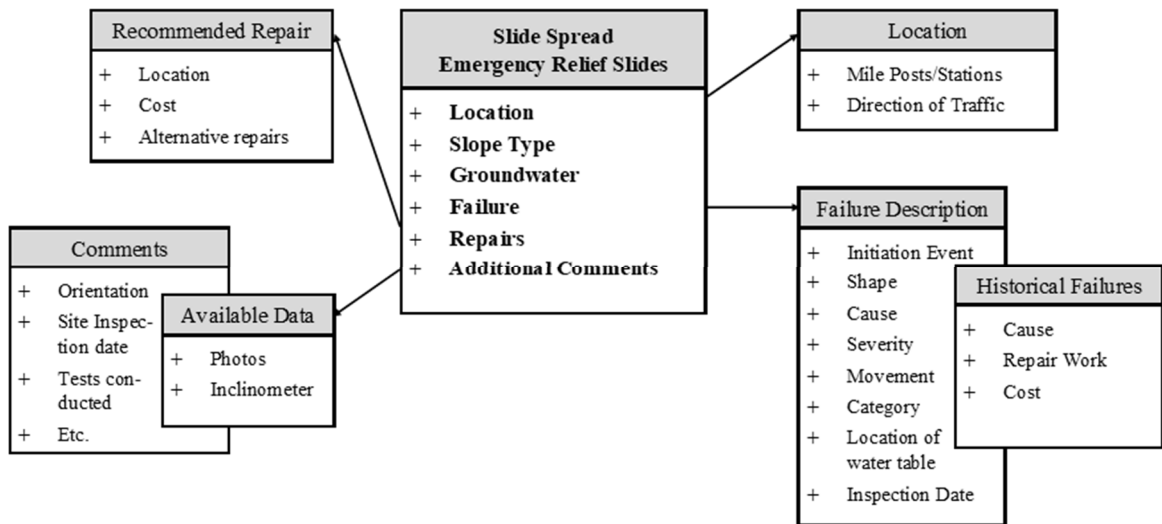 Recommended Repair
+ Location
+ Cost
+ Alternative repairs
Slide Spread
Emergency Relief Slides
+ Location
+ Slope Type
+ Groundwater
+ Failure
+ Repairs
+ Additional Comments
Location
+ Mile Posts/Stations
+ Direction of Traffic
Comments
+ Orientation
+ Site Inspec-
tion date
+ Tests con-
ducted
+ Etc.
Available Data
+ Photos
+ Inclinometer
Failure Description
+ Initiation Event
+ Shape
+ Cause
+ Severity
+ Movement
+ Category
+ Location of
water table
+ Inspection Date
Historical Failures
+ Cause
+ Repair Work
+ Cost